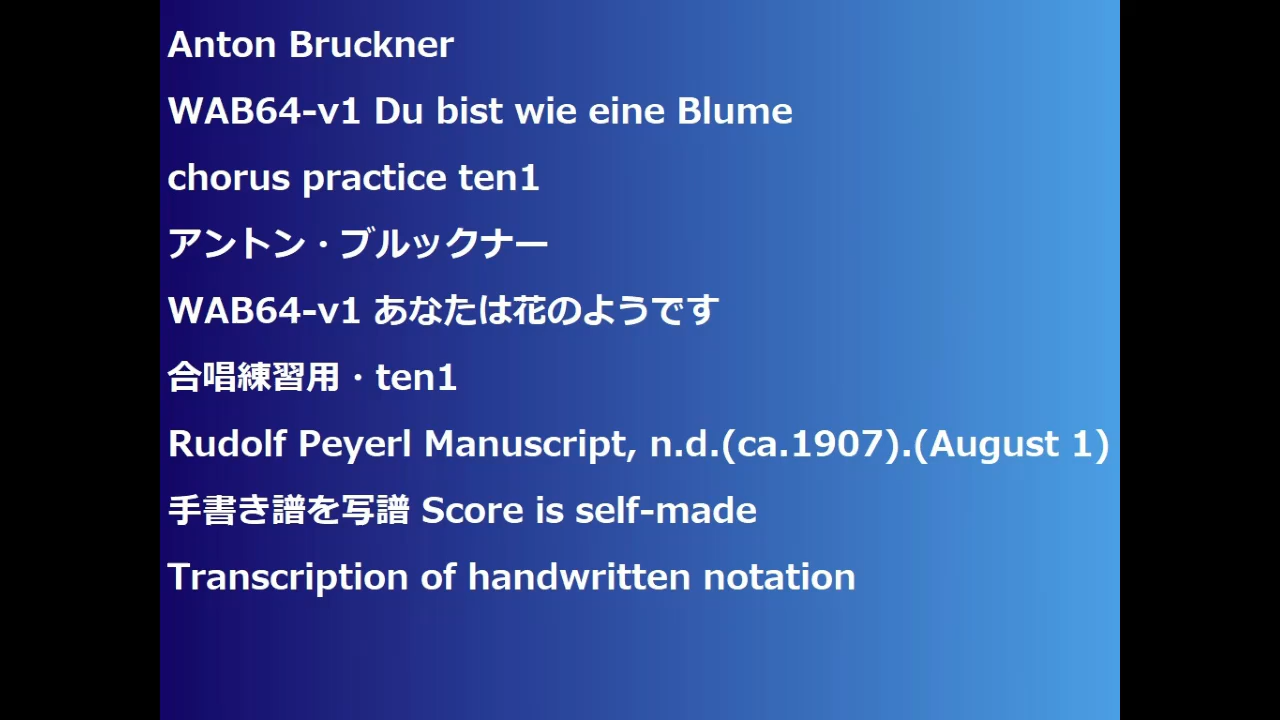 Anton Bruckner
WAB64-v1 Du bist wie eine Blume
chorus practice ten1
アントン・ブルックナー
WAB64-v1 あなたは花のようです
合唱練習用・ten1
Rudolf Peyerl Manuscript, n.d.(ca.1907).(August 1)
手書き譜を写譜 Score is self-made
Transcription of handwritten notation